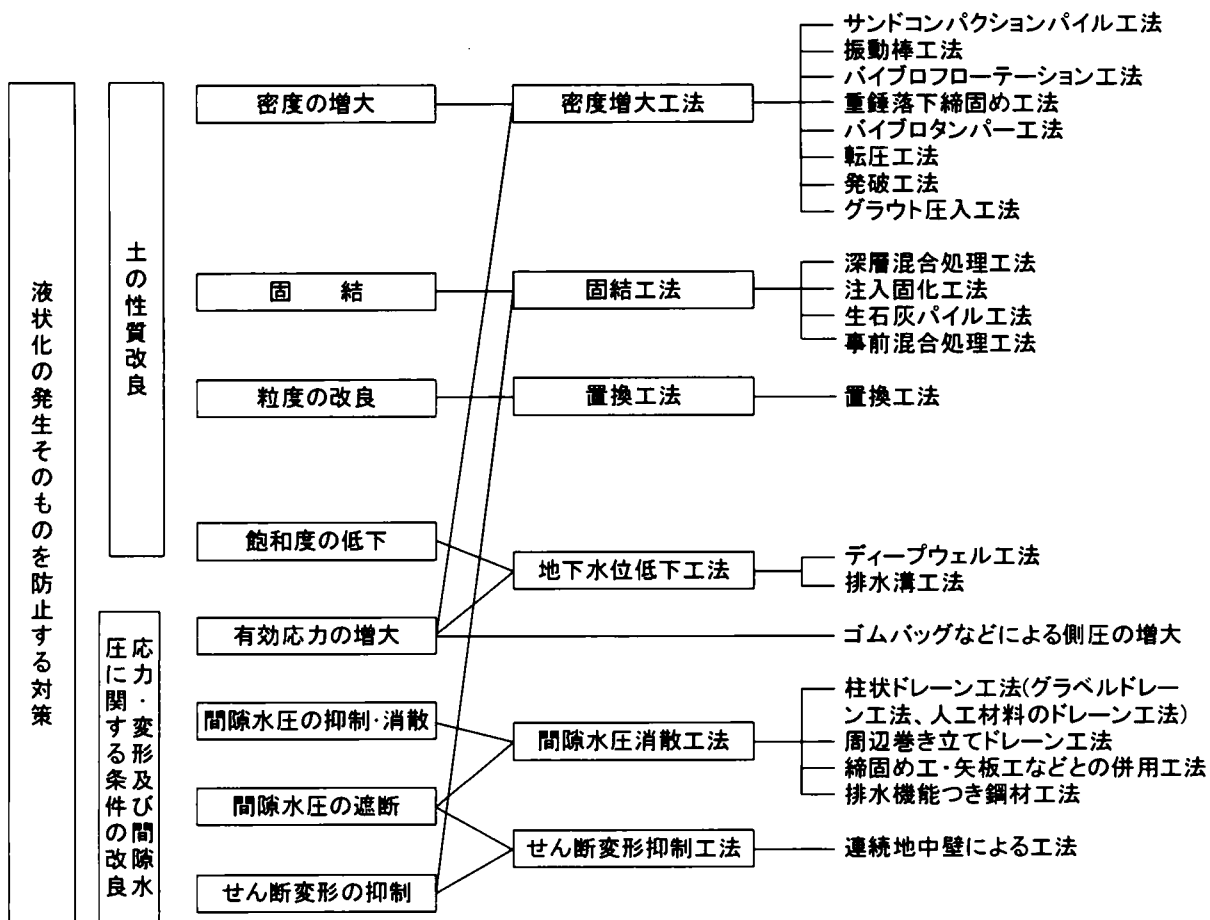 液状化の発生そのものを防止する対策
土の性質改良
応力・変形及び間隙水
圧に関する条件の改良
密度の増大
固　結
粒度の改良
飽和度の低下
有効応力の増大
間隙水圧の抑制・消散
間隙水圧の遮断
せん断変形の抑制
密度増大工法
固結工法
置換工法
地下水位低下工法
間隙水圧消散工法
せん断変形抑制工法
サンドコンパクションパイル工法
振動棒工法
バイブロフローテーション工法
重錘落下締固め工法
バイブロタンパー工法
転圧工法
発破工法
グラウト圧入工法
深層混合処理工法
注入固化工法
生石灰パイル工法
事前混合処理工法
置換工法
ディープウェル工法
排水溝工法
ゴムバッグなどによる側圧の増大
柱状ドレーン工法(グラベルドレー
ン工法、人工材料のドレーン工法)
周辺巻き立てドレーン工法
締固め工・矢板工などとの併用工法
排水機能つき鋼材工法
連続地中壁による工法